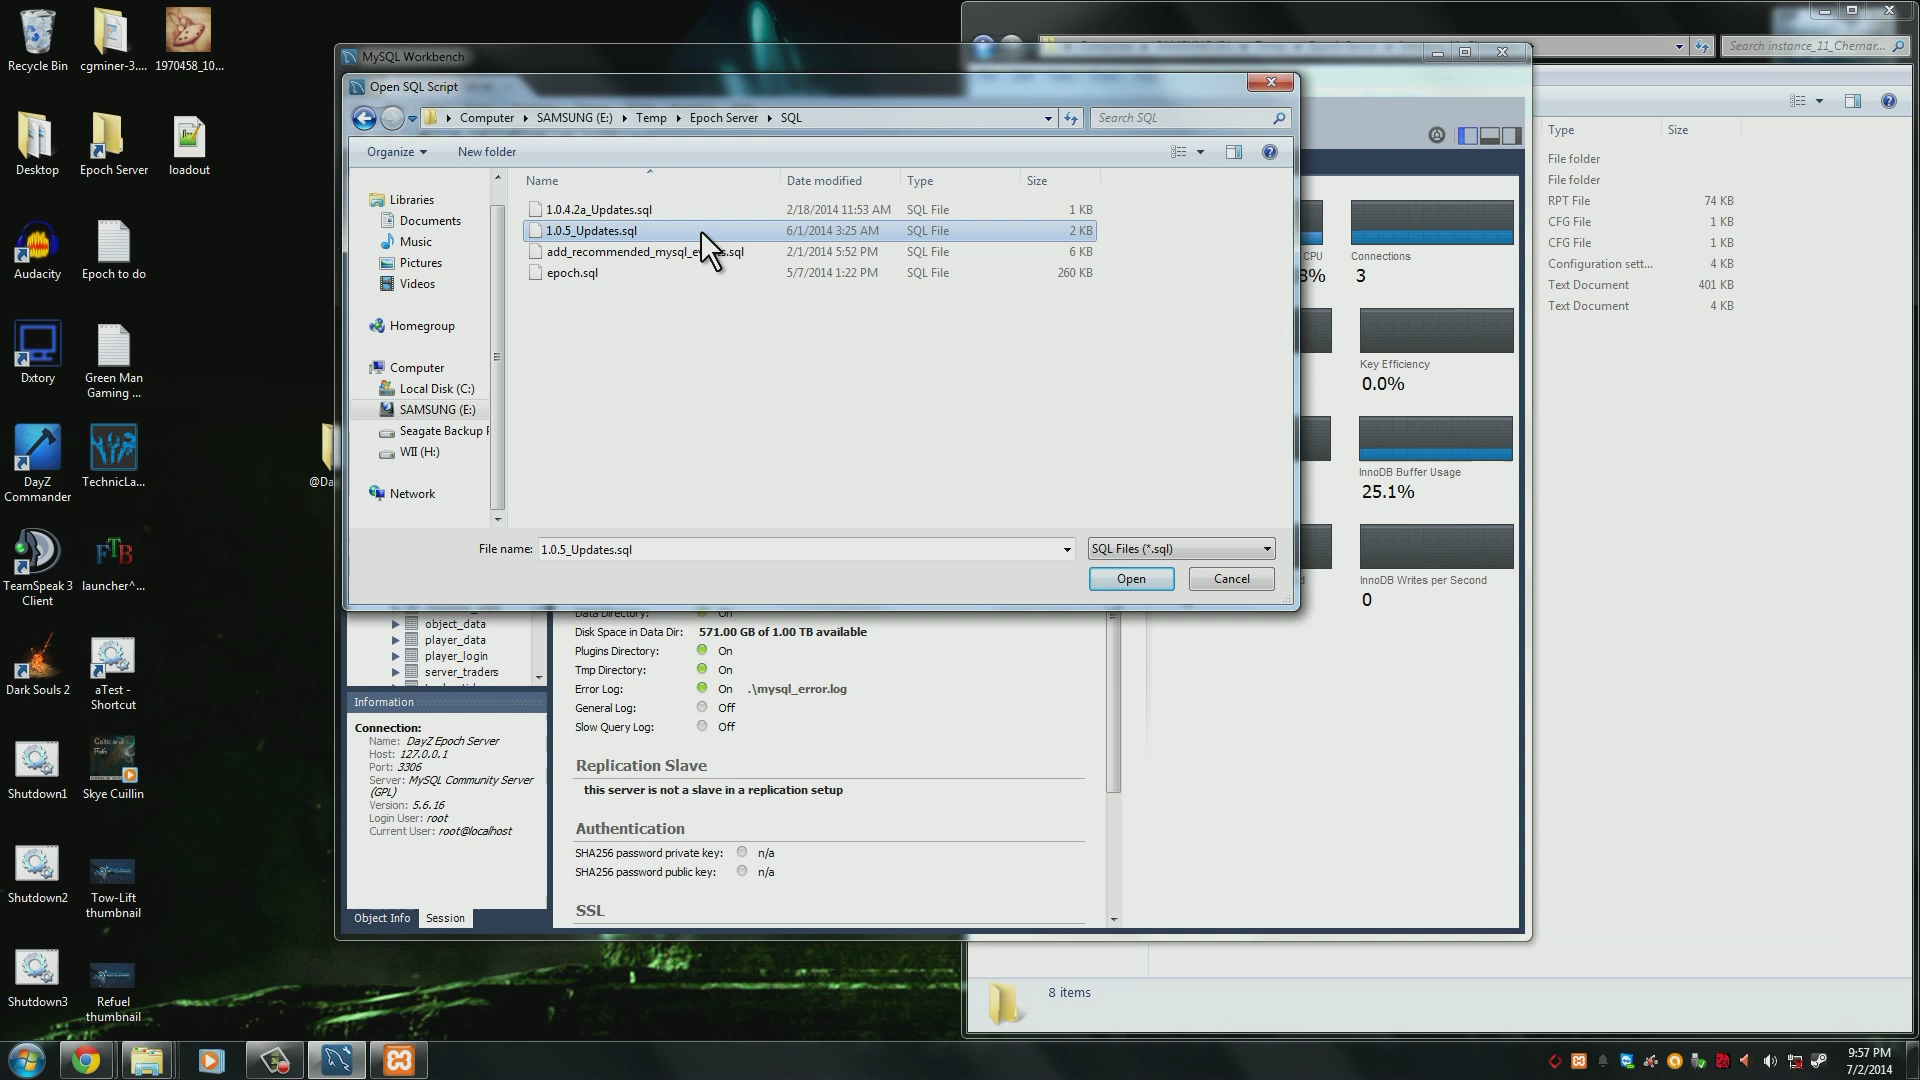 Recycle Bin
cgminer-3....
1970458_10...
Desktop
Epoch Server
loadout
Audacity
Epoch to do
Dxtory
Green Man
Gaming ...
DayZ
Commander
TechnicLa...
TeamSpeak 3
Client
launcher^...
Dark Souls 2
aTest -
Shortcut
Shutdown1
Skye Cuillin
Shutdown2
Tow-Lift
thumbnail
Shutdown3
Refuel
thumbnail
@Da
MySQL Workbench
Open SQL Script
Computer
SAMSUNG (E:)
Temp
Epoch Server
SQL
Search SQL
Organize
New folder
Libraries
Documents
Music
Pictures
Videos
Homegroup
Computer
Local Disk (C:)
SAMSUNG (E:)
Seagate Backup
WII (H:)
Network
Name Date modified Type Size
1.0.4.2a_Updates.sql 2/18/2014 11:53 AM SQL File 1 KB
1.0.5_Updates.sql 6/1/2014 3:25 AM SQL File 2 KB
2/1/2014 5:52 PM SQL File 6 KB
epoch.sql 5/7/2014 1:22 PM SQL File 260 KB
File name: 1.0.5_Updates.sql
SQL Files (*.sql)
Open
Cancel
object_data
player_data
player_login
server_traders
Information
Connection:
Name: DayZ Epoch Server
Host: 127.0.0.1
Port: 3306
Server: MySQL Community Server
(GPL)
Version: 5.6.16
Login User: root
Current User: root@localhost
Object Info
Session
Data Directory: Off
Disk Space in Data Dir: 571.00 GB of 1.00 TB available
Plugins Directory: On
Tmp Directory: On
Error Log: On .\mysql_error.log
General Log: Off
Slow Query Log: Off
Replication Slave
this server is not a slave in a replication setup
Authentication
SHA256 password private key: n/a
SHA256 password public key: n/a
SSL
CPU
8%
Connections
3
Key Efficiency
0.0%
InnoDB Buffer Usage
25.1%
InnoDB Writes per Second
0
Search instance_11_Chernar...
Type Size
File folder
File folder
RPT File 74 KB
CFG File 1 KB
CFG File 1 KB
Configuration sett... 4 KB
Text Document 401 KB
Text Document 4 KB
8 items
9:57 PM
7/2/2014